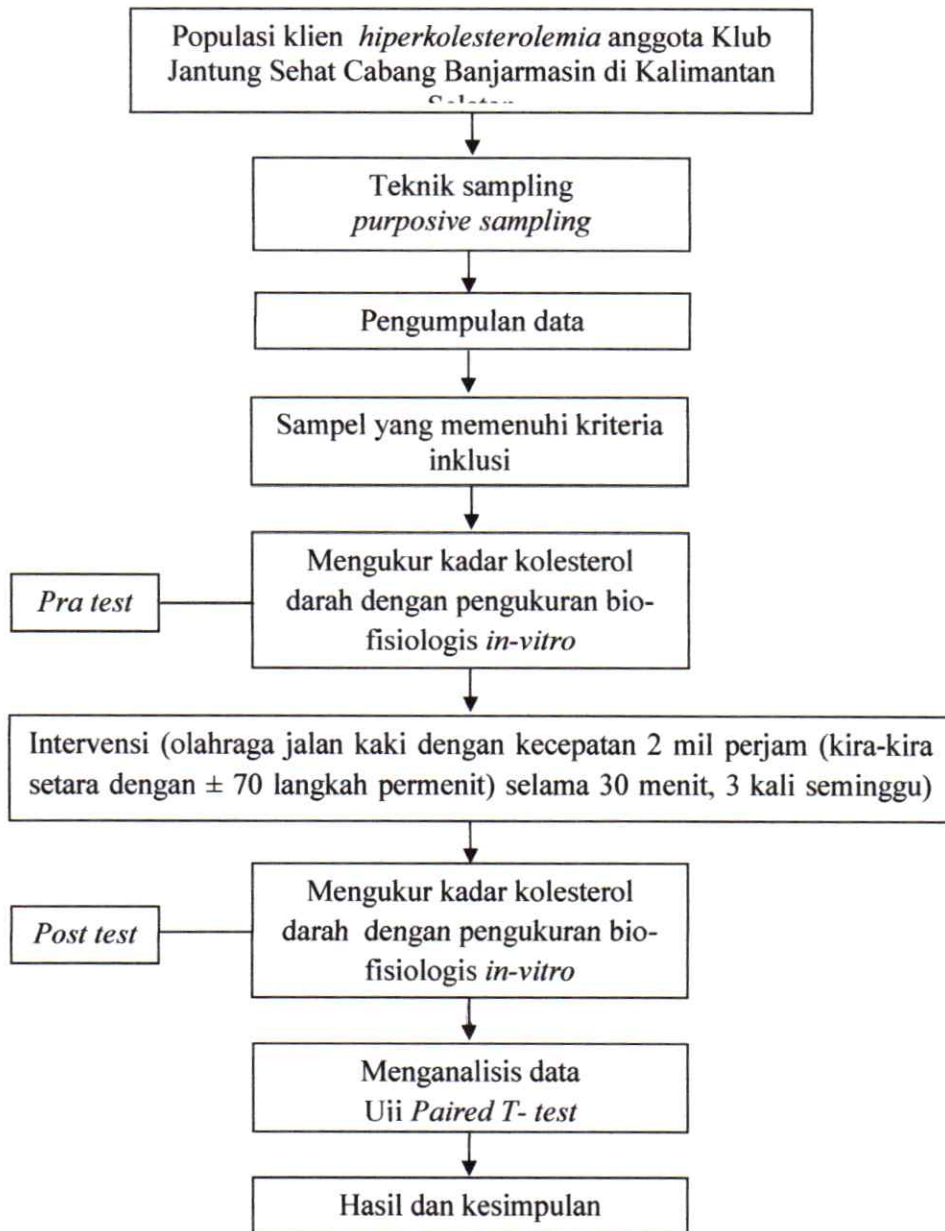 Populasi klien hiperkolesterolemia anggota Klub
Jantung Sehat Cabang Banjarmasin di Kalimantan
Teknik sampling
purposive sampling
Pengumpulan data
Sampel yang memenuhi kriteria
inklusi
Pra test
Mengukur kadar kolesterol
darah dengan pengukuran bio-
fisiologis in-vitro
Intervensi (olahraga jalan kaki dengan kecepatan 2 mil perjam (kira-kira
setara dengan ± 70 langkah permenit) selama 30 menit, 3 kali seminggu)
Post test
Mengukur kadar kolesterol
darah dengan pengukuran bio-
fisiologis in-vitro
Menganalisis data
Uji Paired T- test
Hasil dan kesimpulan